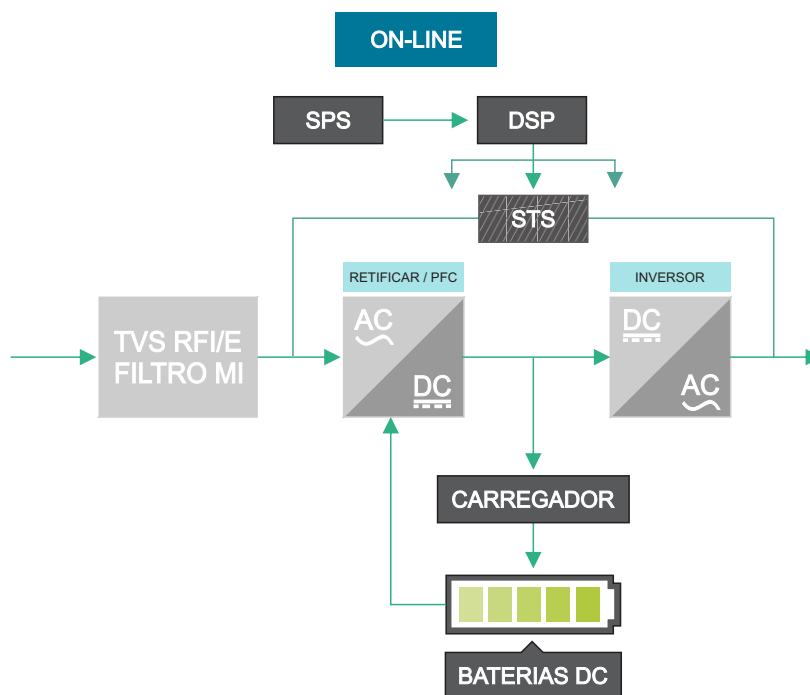 ON-LINE
SPS
DSP
STS
RETIFICAR / PFC
INVERSOR
AC
DC
DC
AC
TVS RFI/E
FILTRO MI
CARREGADOR
BATERIAS DC